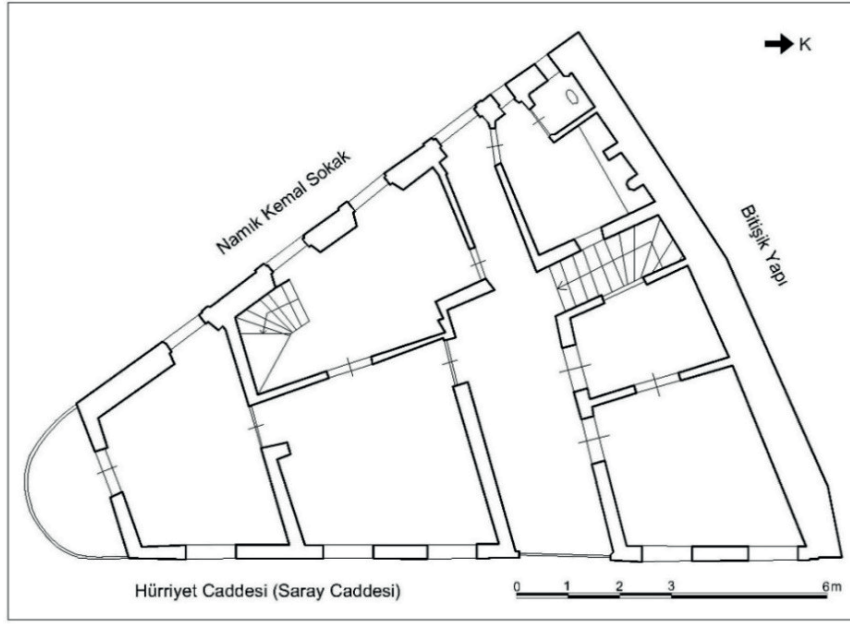 K
Namık Kemal Sokak
Bitişik Yapı
Hürriyet Caddesi (Saray Caddesi)
0 1 2 3 6m